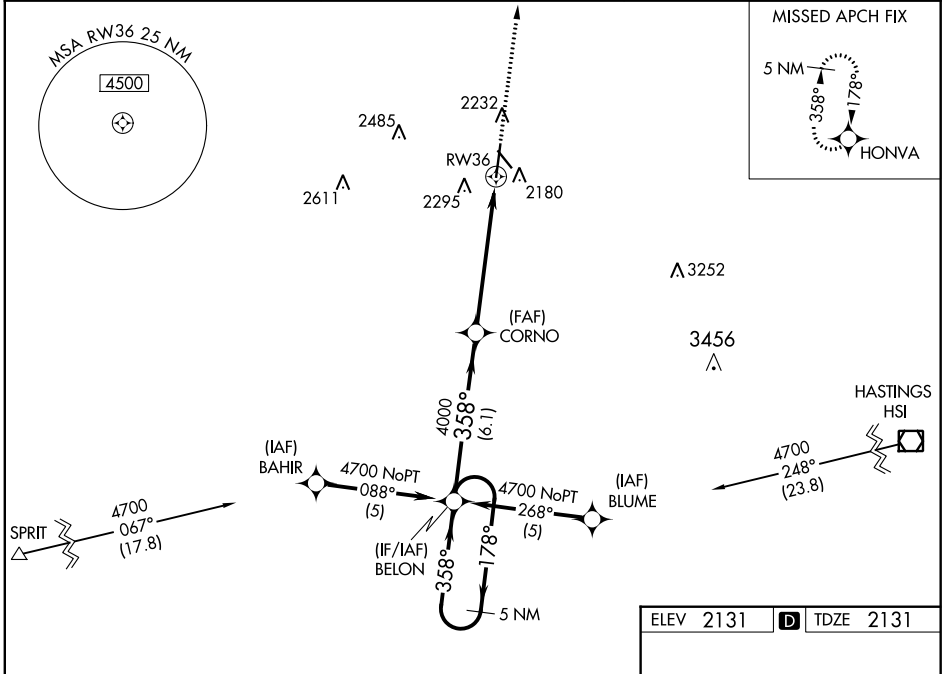 MSA RW36 25 NM
4500
MISSED APCH FIX
5 NM
358°
178°
HONVA
2232
2485
RW36
2611
2295
2180
3252
(FAF)
CORNO
3456
HASTINGS
HSI
4000
358°
(6.1)
(IAF)
BAHIR
4700 NoPT
088°
(5)
4700 NoPT
268°
(5)
(IAF)
BLUME
4700
248°
(23.8)
SPRIT
4700
067°
(17.8)
(IF/IAF)
BELON
358°
178°
5 NM
ELEV 2131 D TDZE 2131